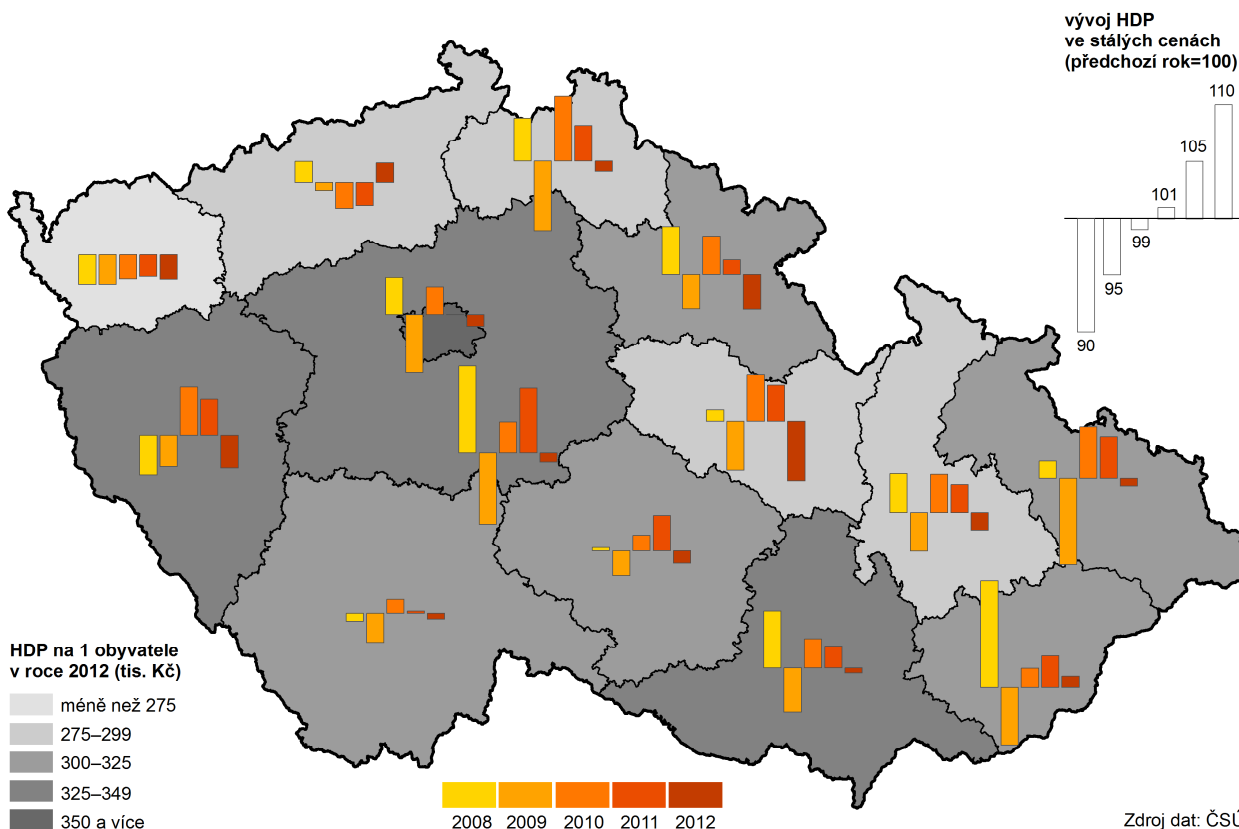 vývoj HDP
ve stálých cenách
(předchozí rok=100)
110
105
101
99
95
90
HDP na 1 obyvatele
v roce 2012 (tis. Kč)
méně než 275
275–299
300–325
325–349
350 a více
2008 2009 2010 2011 2012
Zdroj dat: ČSÚ